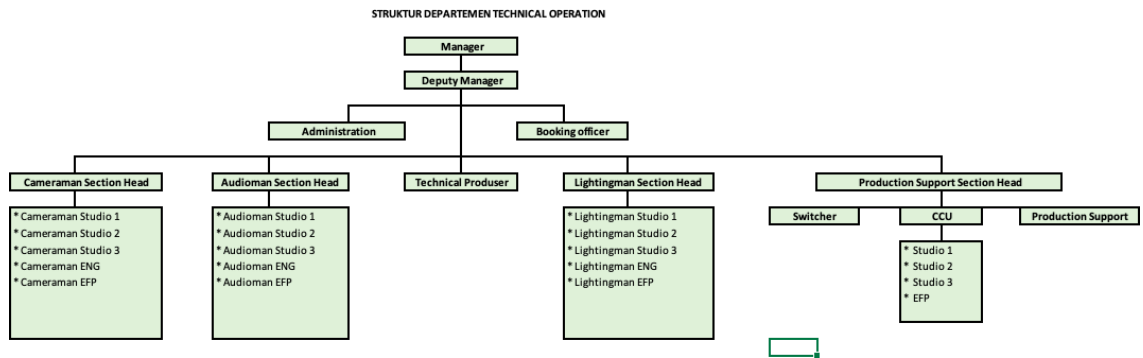 STRUKTUR DEPARTEMEN TECHNICAL OPERATION
Manager
Deputy Manager
Administration
Booking officer
Cameraman Section Head
Audioman Section Head
Technical Produser
Lightingman Section Head
Production Support Section Head
* Cameraman Studio 1
* Cameraman Studio 2
* Cameraman Studio 3
* Cameraman ENG
* Cameraman EFP
* Audioman Studio 1
* Audioman Studio 2
* Audioman Studio 3
* Audioman ENG
* Audioman EFP
* Lightingman Studio 1
* Lightingman Studio 2
* Lightingman Studio 3
* Lightingman ENG
* Lightingman EFP
Switcher
CCU
Production Support
* Studio 1
* Studio 2
* Studio 3
* EFP